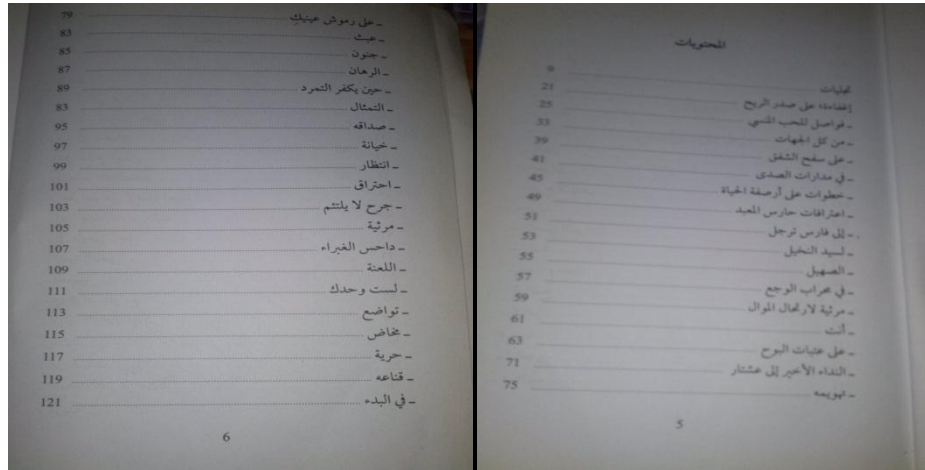 المحتويات
تجليات 9
إغفاءة على صدر الريح 21
ـ فواصل للحب المنسي 25
ـ من كل الجهات 33
ـ على سفح الشفق 39
ـ في مدارات الصدى 41
ـ خطوات على أرصفة الحياة 45
ـ اعترافات حارس المعبد 49
ـ إلى فارس ترجل 51
ـ لسيد النخيل 53
ـ الصهيل 55
ـ في محراب الوجع 57
ـ مرثية لارتحال الموال 59
ـ أنت 61
ـ على عتبات البوح 63
ـ النداء الأخير إلى عشتار 71
ـ تهويمه 75
5
ـ على رموش عينيك 79
ـ عبث 83
ـ جنون 85
ـ الرهان 87
ـ حين يكفر التمرد 89
ـ التمثال 83
ـ صداقه 95
ـ خيانة 97
ـ انتظار 99
ـ احتراق 101
ـ جرح لا يلتئم 103
ـ مرثية 105
ـ داحس الغبراء 107
ـ اللعنة 109
ـ لست وحدك 111
ـ تواضع 113
ـ مخاض 115
ـ حرية 117
ـ قناعه 119
ـ في البدء 121
6